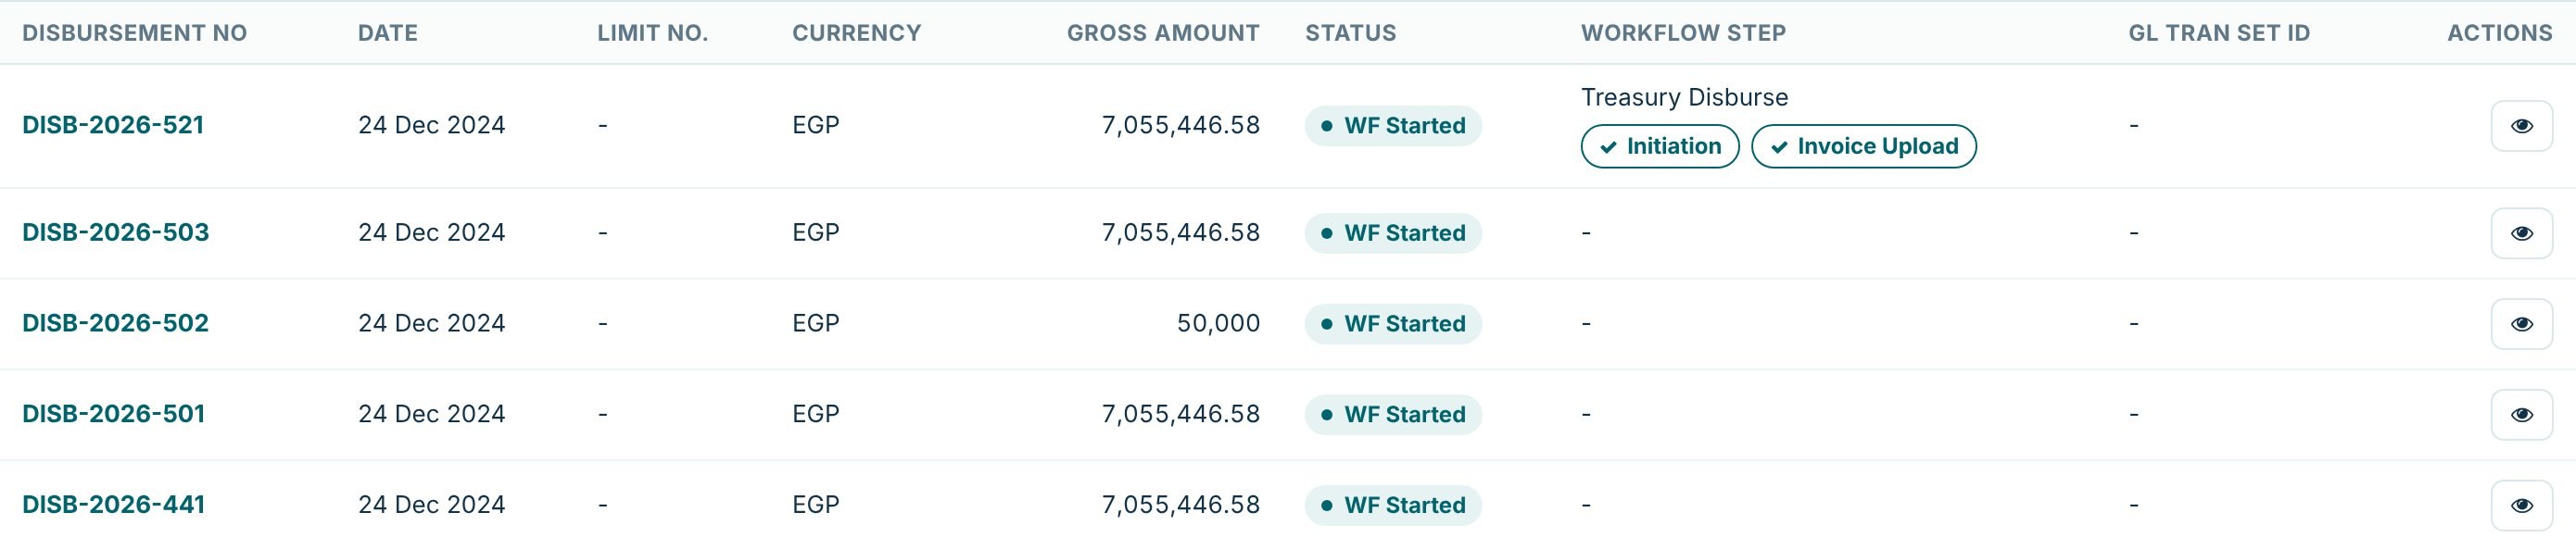 DISBURSEMENT NO DATE LIMIT NO. CURRENCY GROSS AMOUNT STATUS WORKFLOW STEP GL TRAN SET ID ACTIONS
DISB-2026-521 24 Dec 2024 - EGP 7,055,446.58 WF Started Treasury Disburse -
Initiation Invoice Upload
DISB-2026-503 24 Dec 2024 - EGP 7,055,446.58 WF Started - -
DISB-2026-502 24 Dec 2024 - EGP 50,000 WF Started - -
DISB-2026-501 24 Dec 2024 - EGP 7,055,446.58 WF Started - -
DISB-2026-441 24 Dec 2024 - EGP 7,055,446.58 WF Started - -